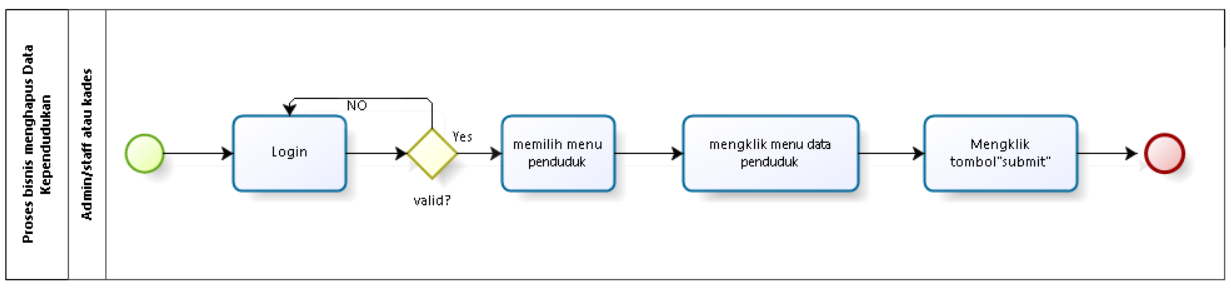 Proses bisnis menghapus Data
Kependudukan
Admin/staff atau kades
Login
NO
valid?
Yes
memilih menu
penduduk
mengklik menu data
penduduk
Mengklik
tombol"submit"